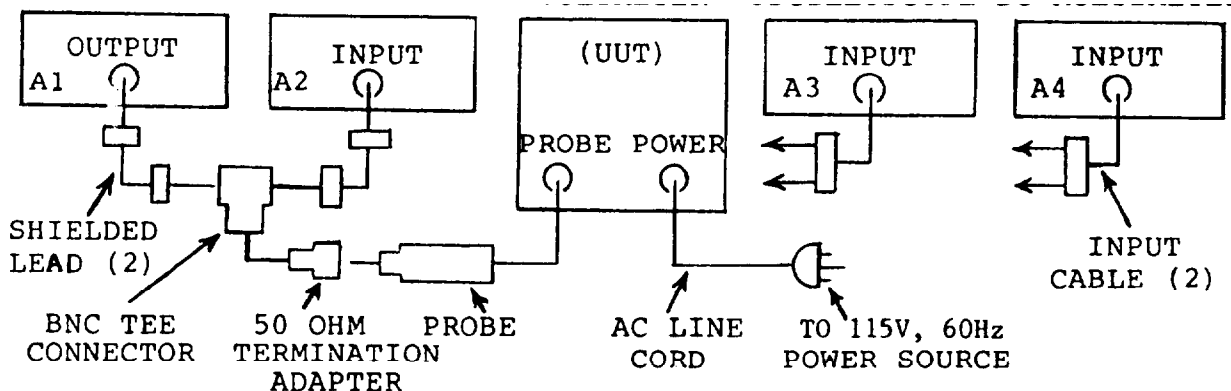 OUTPUT
A1
INPUT
A2
(UUT)
PROBE POWER
INPUT
A3
INPUT
A4
SHIELDED
LEAD (2)
BNC TEE
CONNECTOR
50 OHM
TERMINATION
ADAPTER
PROBE
AC LINE
CORD
TO 115V, 60Hz
POWER SOURCE
INPUT
CABLE (2)